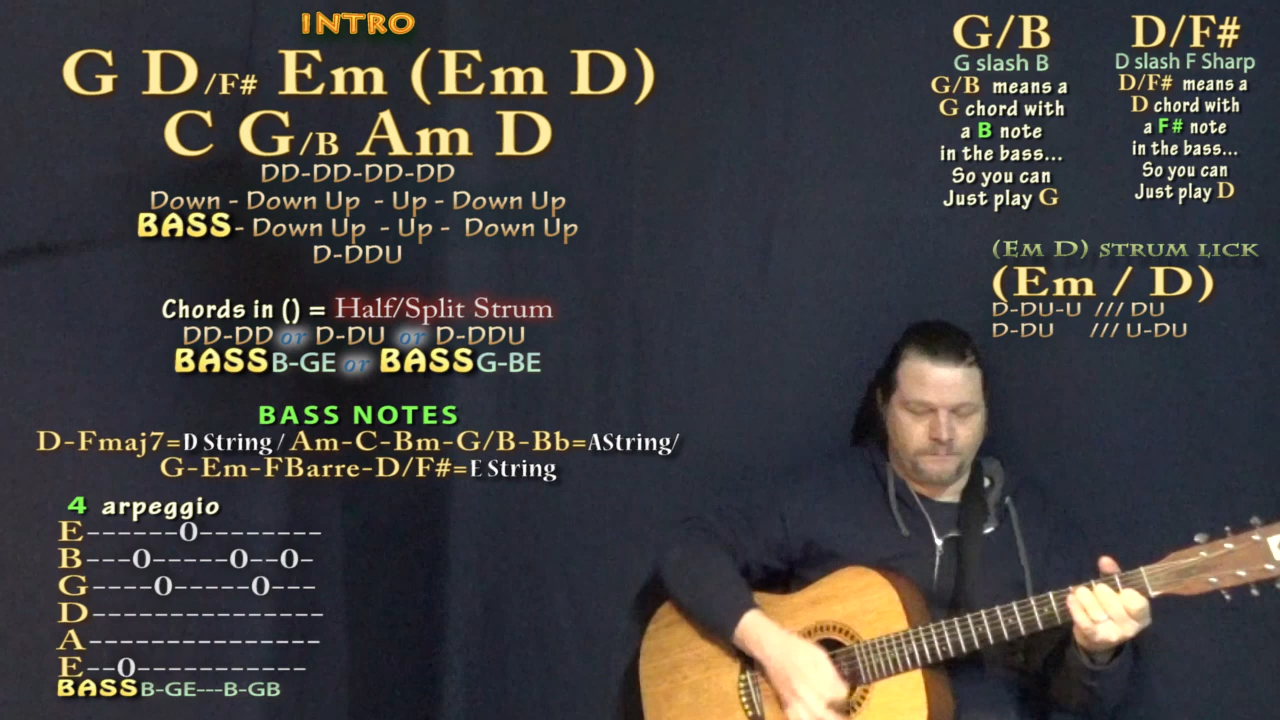 INTRO
G D/F# Em (Em D)
C G/B Am D
DD-DD-DD-DD
Down - Down Up - Up - Down Up
BASS- Down Up - Up - Down Up
D-DDU
Chords in () = Half/Split Strum
DD-DD or D-DU or D-DDU
BASS B-GE or BASS G-BE
BASS NOTES
D-Fmaj7=D String / Am-C-Bm-G/B-Bb=AString/
G-Em-FBarre-D/F#=E String
4 arpeggio
E------0--------
B---0-----0--0-
G----0-----0---
D---------------
A---------------
E--0-----------
BASS B-GE---B-GB
G/B
G slash B
G/B means a
G chord with
a B note
in the bass...
So you can
Just play G
D/F#
D slash F Sharp
D/F# means a
D chord with
a F# note
in the bass...
So you can
Just play D
(Em D) strum lick
(Em / D)
D-DU-U /// DU
D-DU /// U-DU